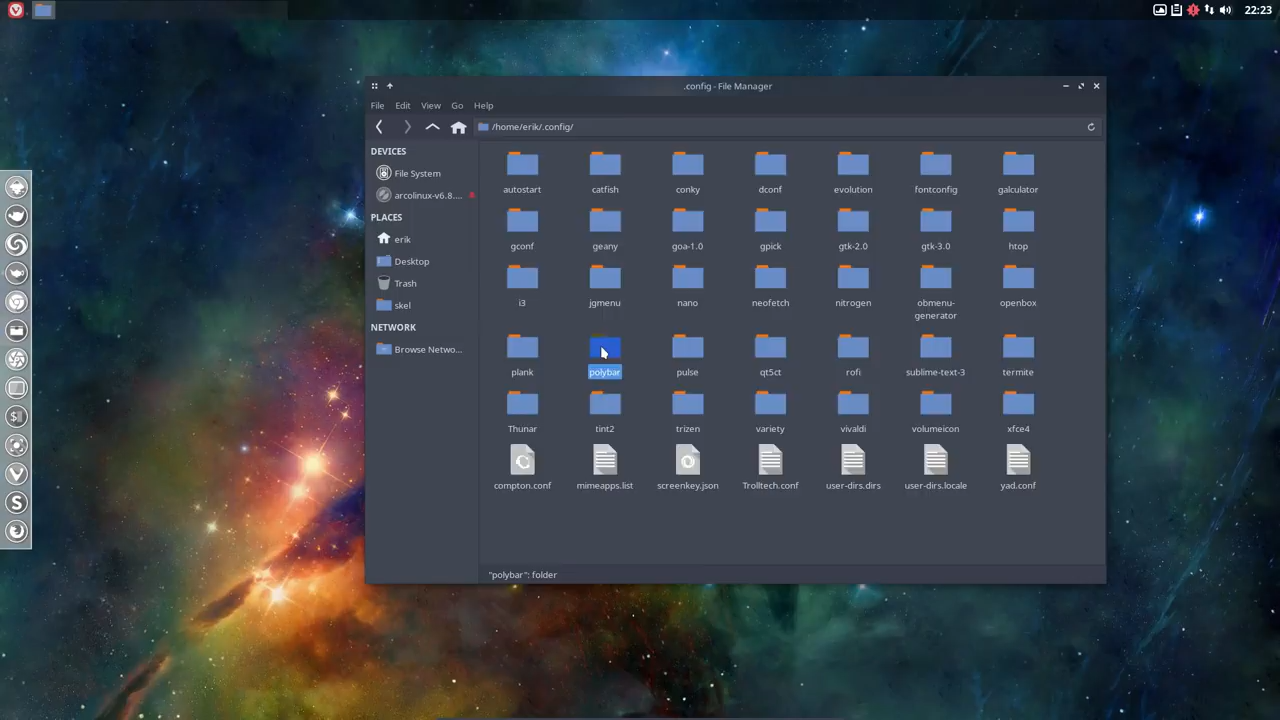 22:23
.config - File Manager
File Edit View Go Help
/home/erik/.config/
DEVICES
File System
arcolinux-v6.8....
PLACES
erik
Desktop
Trash
skel
NETWORK
Browse Netwo...
autostart catfish conky dconf evolution fontconfig galculator
gconf geany goa-1.0 gpick gtk-2.0 gtk-3.0 htop
i3 jgmenu nano neofetch nitrogen obmenu-generator openbox
plank polybar pulse qt5ct rofi sublime-text-3 termite
Thunar tint2 trizen variety vivaldi volumeicon xfce4
compton.conf mimeapps.list screenkey.json Trolltech.conf user-dirs.dirs user-dirs.locale yad.conf
"polybar": folder